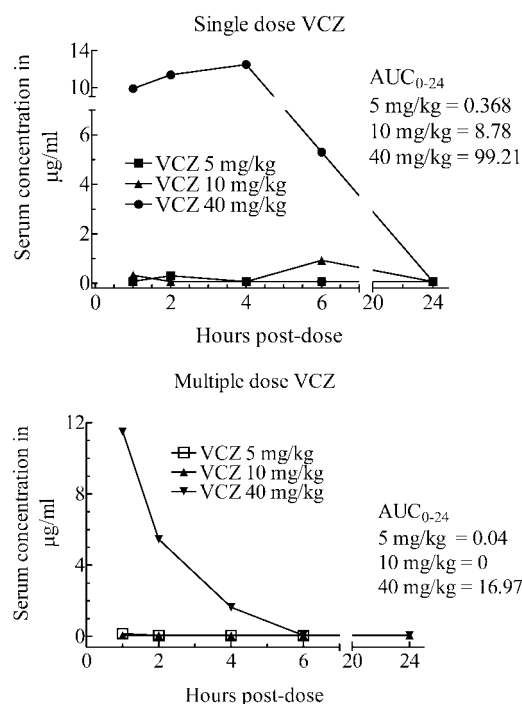 Single dose VCZ
14
10
6
4
2
0
Serum concentration in
µg/ml
VCZ 5 mg/kg
VCZ 10 mg/kg
VCZ 40 mg/kg
AUC0-24
5 mg/kg = 0.368
10 mg/kg = 8.78
40 mg/kg = 99.21
0 2 4 6 20 24
Hours post-dose
Multiple dose VCZ
12
8
4
0
Serum concentration in
µg/ml
VCZ 5 mg/kg
VCZ 10 mg/kg
VCZ 40 mg/kg
AUC0-24
5 mg/kg = 0.04
10 mg/kg = 0
40 mg/kg = 16.97
0 2 4 6 20 24
Hours post-dose